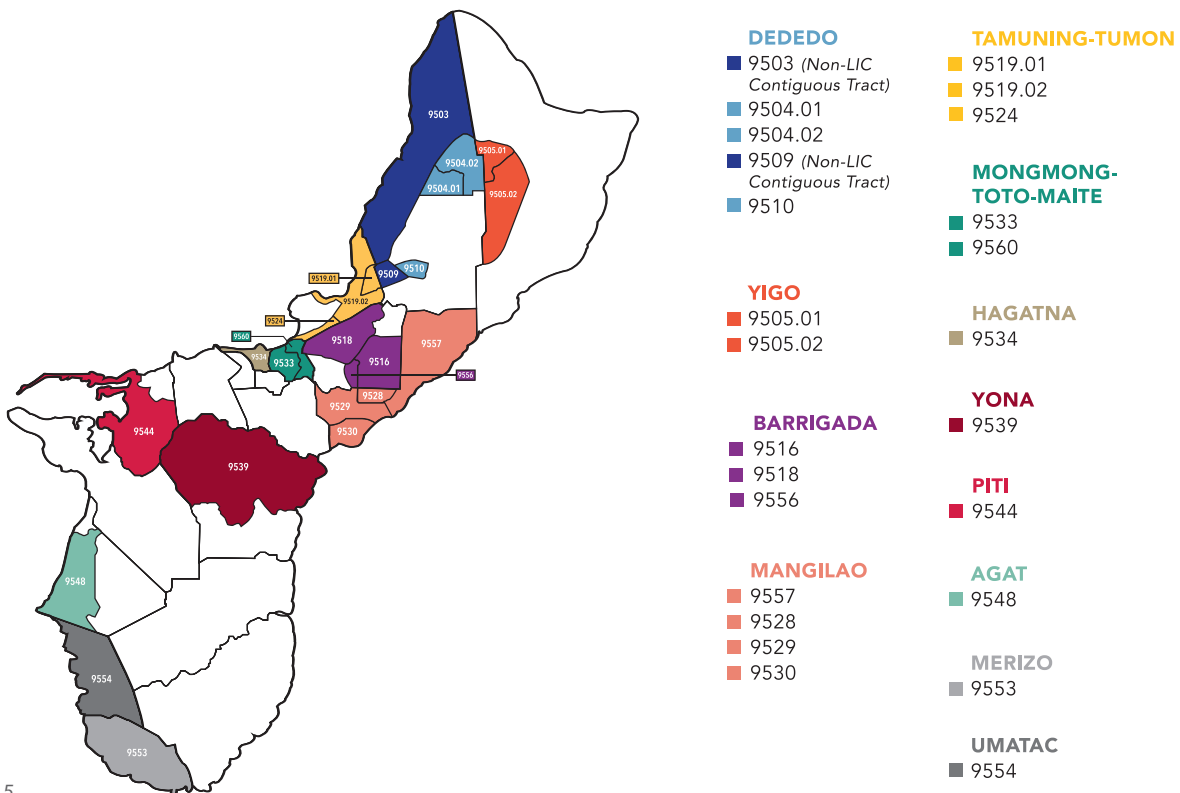 9503
9505.01
9504.02
9504.01
9505.02
9510
9509
9519.01
9519.02
9524
9560
9518
9557
9534
9533
9516
9556
9528
9529
9530
9544
9539
9548
9554
9553
5
DEDEDO
9503 (Non-LIC
Contiguous Tract)
9504.01
9504.02
9509 (Non-LIC
Contiguous Tract)
9510
YIGO
9505.01
9505.02
BARRIGADA
9516
9518
9556
MANGILAO
9557
9528
9529
9530
TAMUNING-TUMON
9519.01
9519.02
9524
MONGMONG-
TOTO-MAITE
9533
9560
HAGATNA
9534
YONA
9539
PITI
9544
AGAT
9548
MERIZO
9553
UMATAC
9554